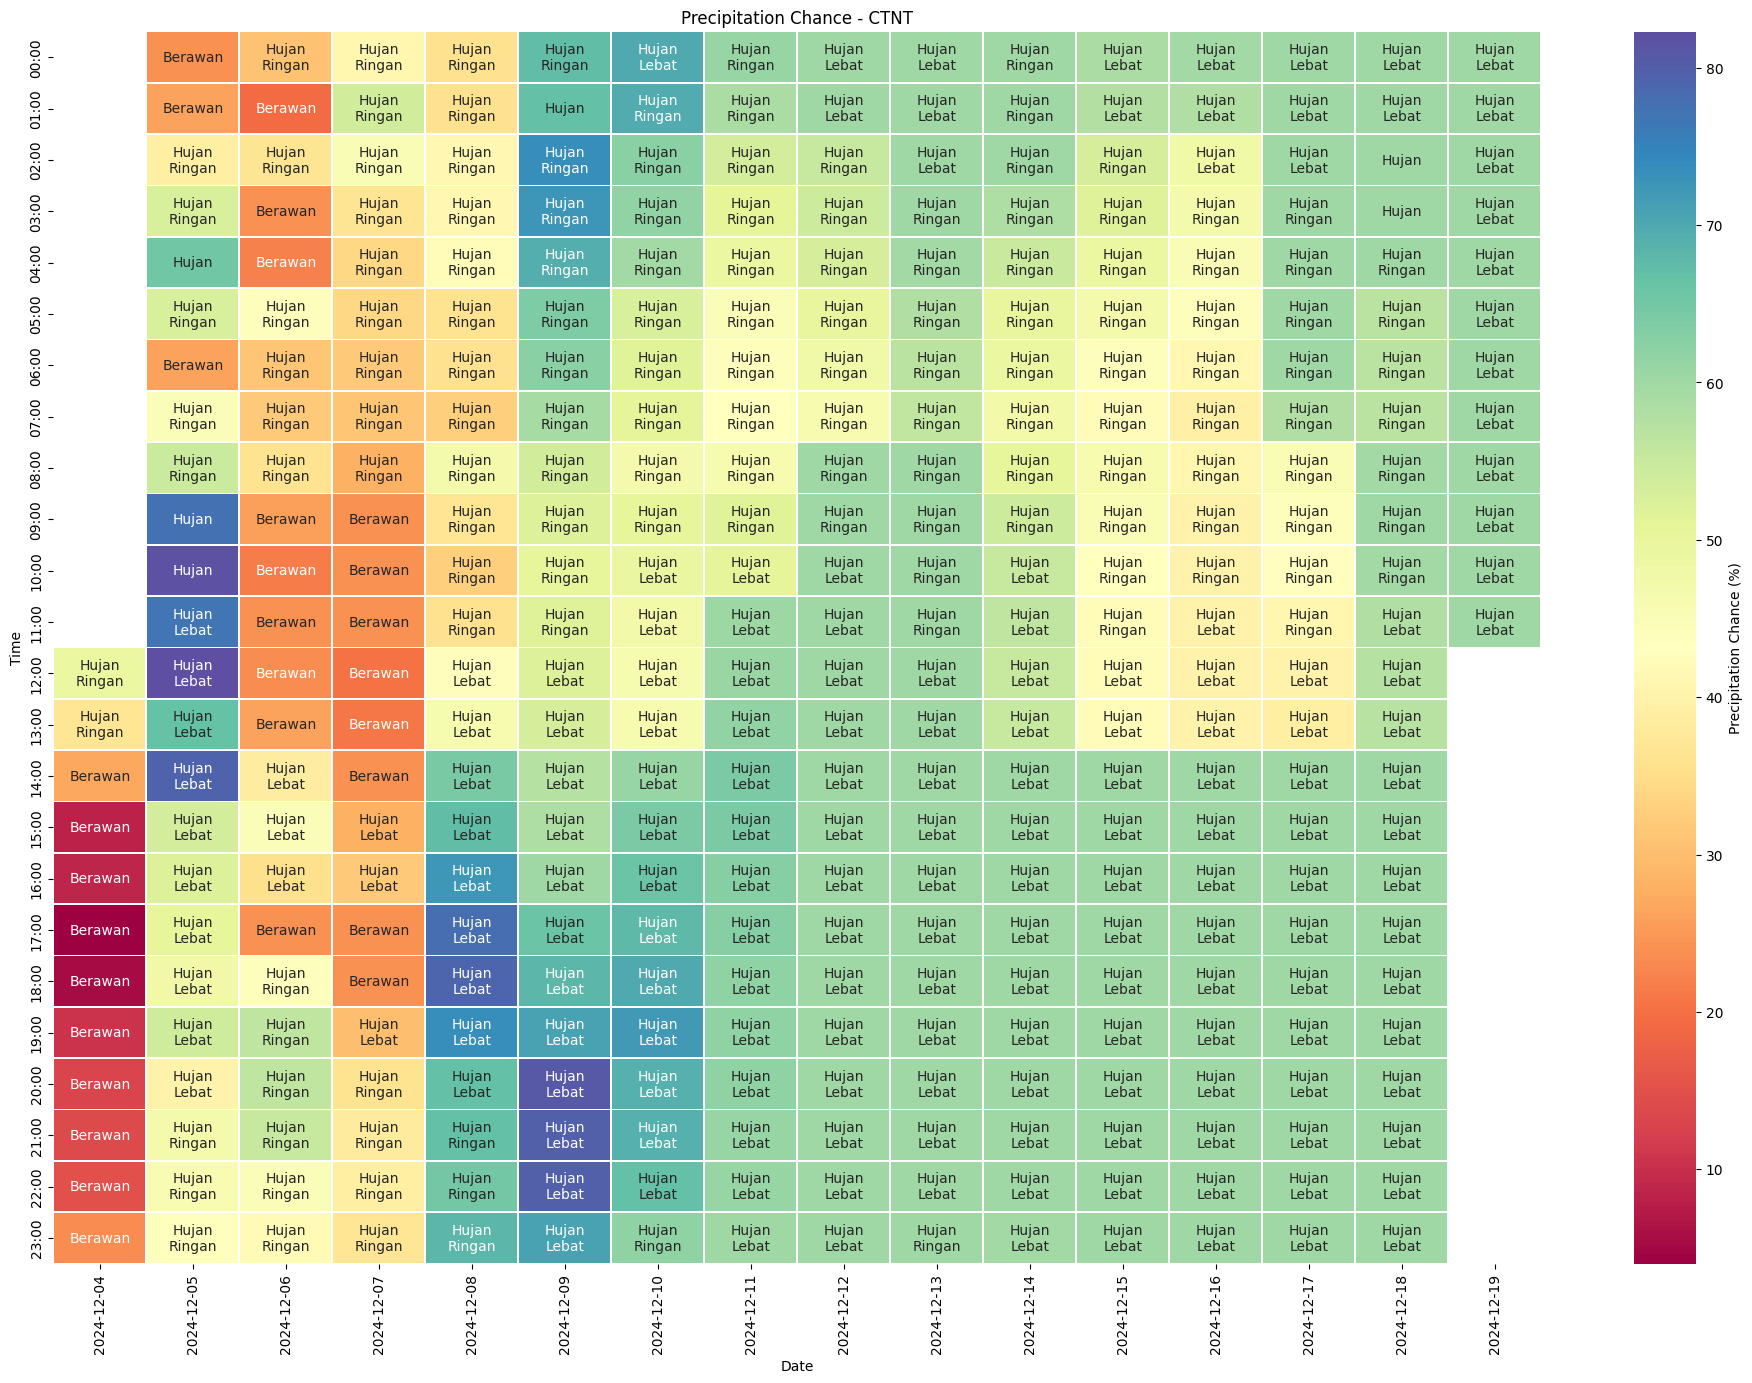 Precipitation Chance - CTNT
00:00 Berawan Hujan Ringan Hujan Ringan Hujan Ringan Hujan Ringan Hujan Lebat Hujan Ringan Hujan Lebat Hujan Lebat Hujan Ringan Hujan Lebat Hujan Lebat Hujan Lebat Hujan Lebat Hujan Lebat
01:00 Berawan Berawan Hujan Ringan Hujan Ringan Hujan Hujan Ringan Hujan Ringan Hujan Lebat Hujan Lebat Hujan Ringan Hujan Lebat Hujan Lebat Hujan Lebat Hujan Lebat Hujan Lebat
02:00 Hujan Ringan Hujan Ringan Hujan Ringan Hujan Ringan Hujan Ringan Hujan Ringan Hujan Ringan Hujan Ringan Hujan Lebat Hujan Ringan Hujan Ringan Hujan Lebat Hujan Lebat Hujan Hujan Lebat
03:00 Hujan Ringan Berawan Hujan Ringan Hujan Ringan Hujan Ringan Hujan Ringan Hujan Ringan Hujan Ringan Hujan Ringan Hujan Ringan Hujan Ringan Hujan Ringan Hujan Ringan Hujan Hujan Lebat
04:00 Hujan Berawan Hujan Ringan Hujan Ringan Hujan Ringan Hujan Ringan Hujan Ringan Hujan Ringan Hujan Ringan Hujan Ringan Hujan Ringan Hujan Ringan Hujan Ringan Hujan Ringan Hujan Lebat
05:00 Hujan Ringan Hujan Ringan Hujan Ringan Hujan Ringan Hujan Ringan Hujan Ringan Hujan Ringan Hujan Ringan Hujan Ringan Hujan Ringan Hujan Ringan Hujan Ringan Hujan Ringan Hujan Ringan Hujan Lebat
06:00 Berawan Hujan Ringan Hujan Ringan Hujan Ringan Hujan Ringan Hujan Ringan Hujan Ringan Hujan Ringan Hujan Ringan Hujan Ringan Hujan Ringan Hujan Ringan Hujan Ringan Hujan Ringan Hujan Lebat
07:00 Hujan Ringan Hujan Ringan Hujan Ringan Hujan Ringan Hujan Ringan Hujan Ringan Hujan Ringan Hujan Ringan Hujan Ringan Hujan Ringan Hujan Ringan Hujan Ringan Hujan Ringan Hujan Ringan Hujan Lebat
08:00 Hujan Ringan Hujan Ringan Hujan Ringan Hujan Ringan Hujan Ringan Hujan Ringan Hujan Ringan Hujan Ringan Hujan Ringan Hujan Ringan Hujan Ringan Hujan Ringan Hujan Ringan Hujan Ringan Hujan Lebat
09:00 Hujan Berawan Berawan Hujan Ringan Hujan Ringan Hujan Ringan Hujan Ringan Hujan Ringan Hujan Ringan Hujan Ringan Hujan Ringan Hujan Ringan Hujan Ringan Hujan Ringan Hujan Lebat
10:00 Hujan Berawan Berawan Hujan Ringan Hujan Ringan Hujan Lebat Hujan Lebat Hujan Lebat Hujan Ringan Hujan Lebat Hujan Ringan Hujan Ringan Hujan Ringan Hujan Ringan Hujan Lebat
11:00 Hujan Lebat Berawan Berawan Hujan Ringan Hujan Ringan Hujan Lebat Hujan Lebat Hujan Lebat Hujan Ringan Hujan Lebat Hujan Ringan Hujan Lebat Hujan Ringan Hujan Lebat Hujan Lebat
12:00 Hujan Ringan Hujan Lebat Berawan Berawan Hujan Lebat Hujan Lebat Hujan Lebat Hujan Lebat Hujan Lebat Hujan Lebat Hujan Lebat Hujan Lebat Hujan Lebat Hujan Lebat Hujan Lebat
13:00 Hujan Ringan Hujan Lebat Berawan Berawan Hujan Lebat Hujan Lebat Hujan Lebat Hujan Lebat Hujan Lebat Hujan Lebat Hujan Lebat Hujan Lebat Hujan Lebat Hujan Lebat Hujan Lebat
14:00 Berawan Hujan Lebat Hujan Lebat Berawan Hujan Lebat Hujan Lebat Hujan Lebat Hujan Lebat Hujan Lebat Hujan Lebat Hujan Lebat Hujan Lebat Hujan Lebat Hujan Lebat Hujan Lebat
15:00 Berawan Hujan Lebat Hujan Lebat Hujan Lebat Hujan Lebat Hujan Lebat Hujan Lebat Hujan Lebat Hujan Lebat Hujan Lebat Hujan Lebat Hujan Lebat Hujan Lebat Hujan Lebat Hujan Lebat
16:00 Berawan Hujan Lebat Hujan Lebat Hujan Lebat Hujan Lebat Hujan Lebat Hujan Lebat Hujan Lebat Hujan Lebat Hujan Lebat Hujan Lebat Hujan Lebat Hujan Lebat Hujan Lebat Hujan Lebat
17:00 Berawan Hujan Lebat Berawan Berawan Hujan Lebat Hujan Lebat Hujan Lebat Hujan Lebat Hujan Lebat Hujan Lebat Hujan Lebat Hujan Lebat Hujan Lebat Hujan Lebat Hujan Lebat
18:00 Berawan Hujan Lebat Hujan Ringan Berawan Hujan Lebat Hujan Lebat Hujan Lebat Hujan Lebat Hujan Lebat Hujan Lebat Hujan Lebat Hujan Lebat Hujan Lebat Hujan Lebat Hujan Lebat
19:00 Berawan Hujan Lebat Hujan Ringan Hujan Lebat Hujan Lebat Hujan Lebat Hujan Lebat Hujan Lebat Hujan Lebat Hujan Lebat Hujan Lebat Hujan Lebat Hujan Lebat Hujan Lebat Hujan Lebat
20:00 Berawan Hujan Lebat Hujan Ringan Hujan Ringan Hujan Lebat Hujan Lebat Hujan Lebat Hujan Lebat Hujan Lebat Hujan Lebat Hujan Lebat Hujan Lebat Hujan Lebat Hujan Lebat Hujan Lebat
21:00 Berawan Hujan Ringan Hujan Ringan Hujan Ringan Hujan Ringan Hujan Lebat Hujan Lebat Hujan Lebat Hujan Lebat Hujan Lebat Hujan Lebat Hujan Lebat Hujan Lebat Hujan Lebat Hujan Lebat
22:00 Berawan Hujan Ringan Hujan Ringan Hujan Ringan Hujan Ringan Hujan Lebat Hujan Lebat Hujan Lebat Hujan Lebat Hujan Lebat Hujan Lebat Hujan Lebat Hujan Lebat Hujan Lebat Hujan Lebat
23:00 Berawan Hujan Ringan Hujan Ringan Hujan Ringan Hujan Ringan Hujan Lebat Hujan Ringan Hujan Lebat Hujan Lebat Hujan Ringan Hujan Lebat Hujan Lebat Hujan Lebat Hujan Lebat Hujan Lebat
Time
2024-12-04 2024-12-05 2024-12-06 2024-12-07 2024-12-08 2024-12-09 2024-12-10 2024-12-11 2024-12-12 2024-12-13 2024-12-14 2024-12-15 2024-12-16 2024-12-17 2024-12-18 2024-12-19
Date
80
70
60
50
40
30
20
10
Precipitation Chance (%)